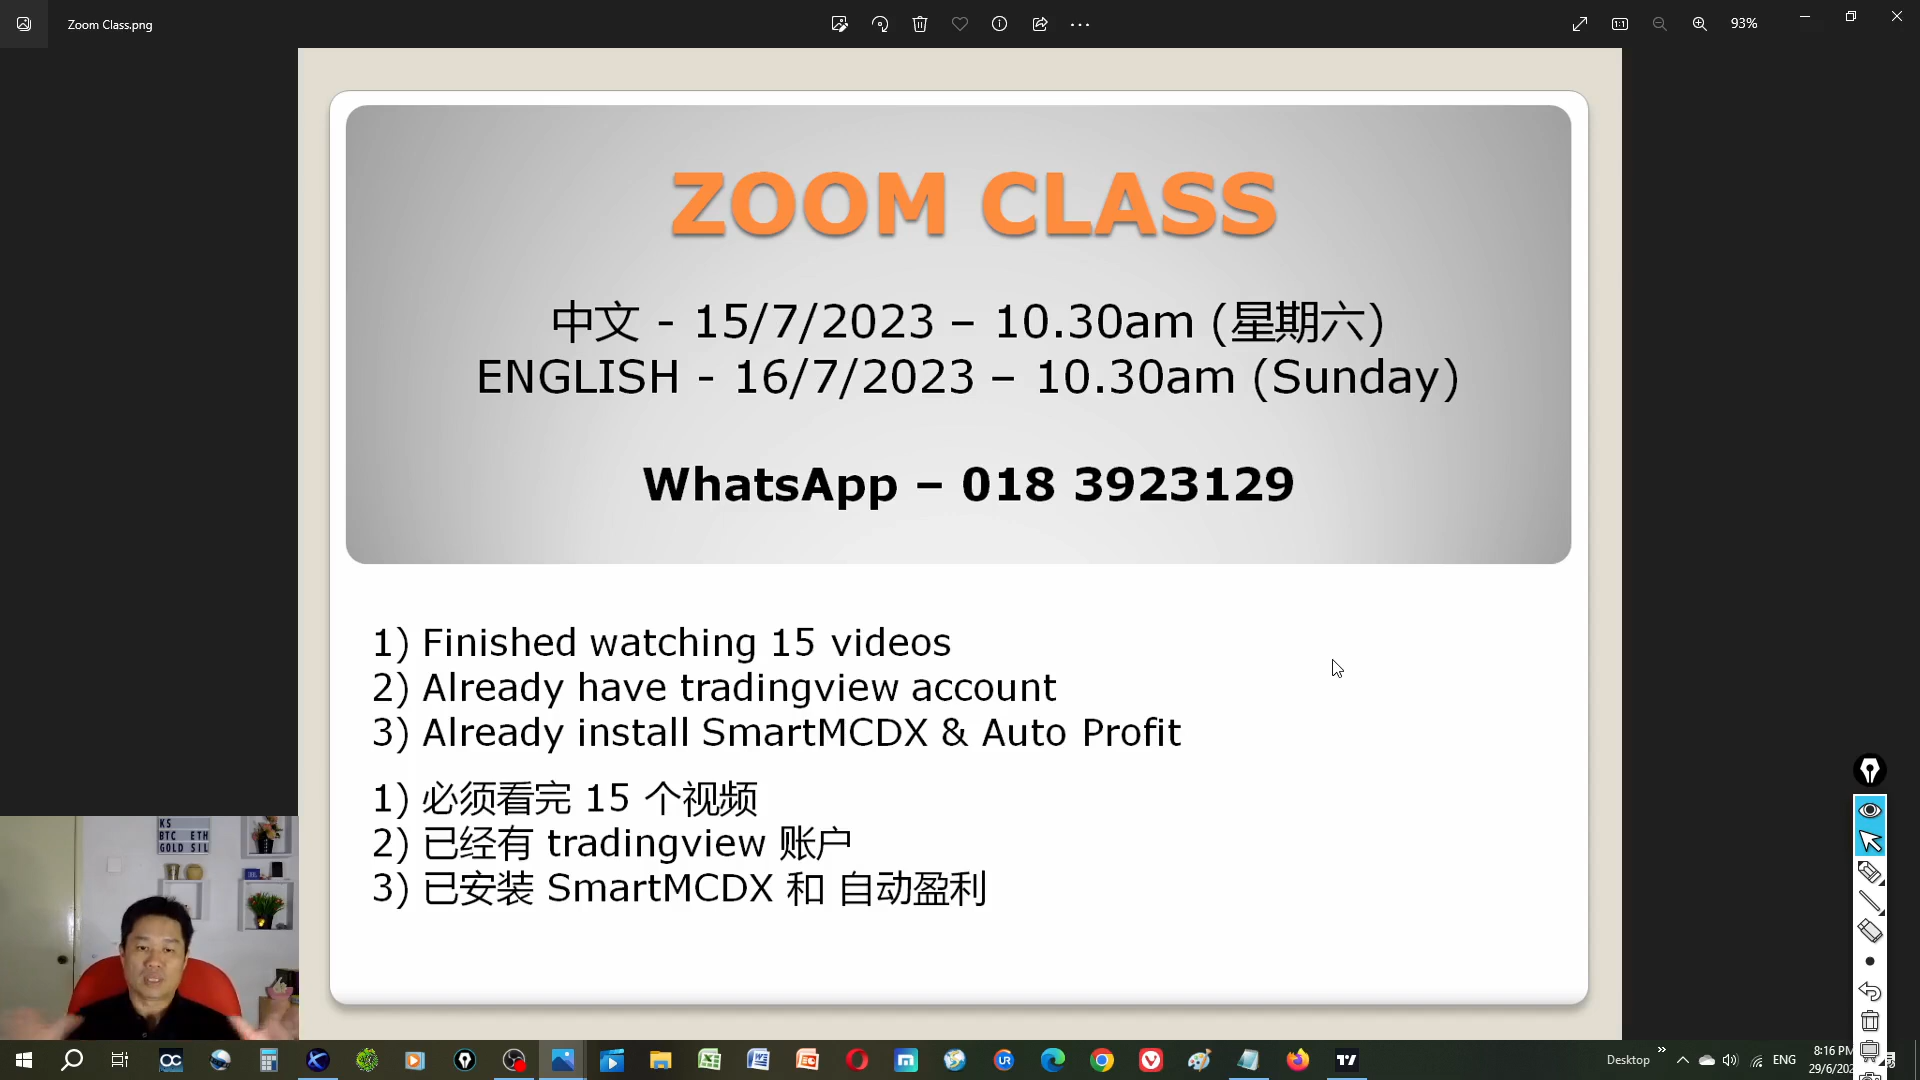 Zoom Class.png
93%
ZOOM CLASS
中文 - 15/7/2023 – 10.30am (星期六)
ENGLISH - 16/7/2023 – 10.30am (Sunday)
WhatsApp – 018 3923129
1) Finished watching 15 videos
2) Already have tradingview account
3) Already install SmartMCDX & Auto Profit
1) 必须看完 15 个视频
2) 已经有 tradingview 账户
3) 已安装 SmartMCDX 和 自动盈利
KS
BTC ETH
GOLD SIL
Desktop
ENG
8:16 PM
29/6/202